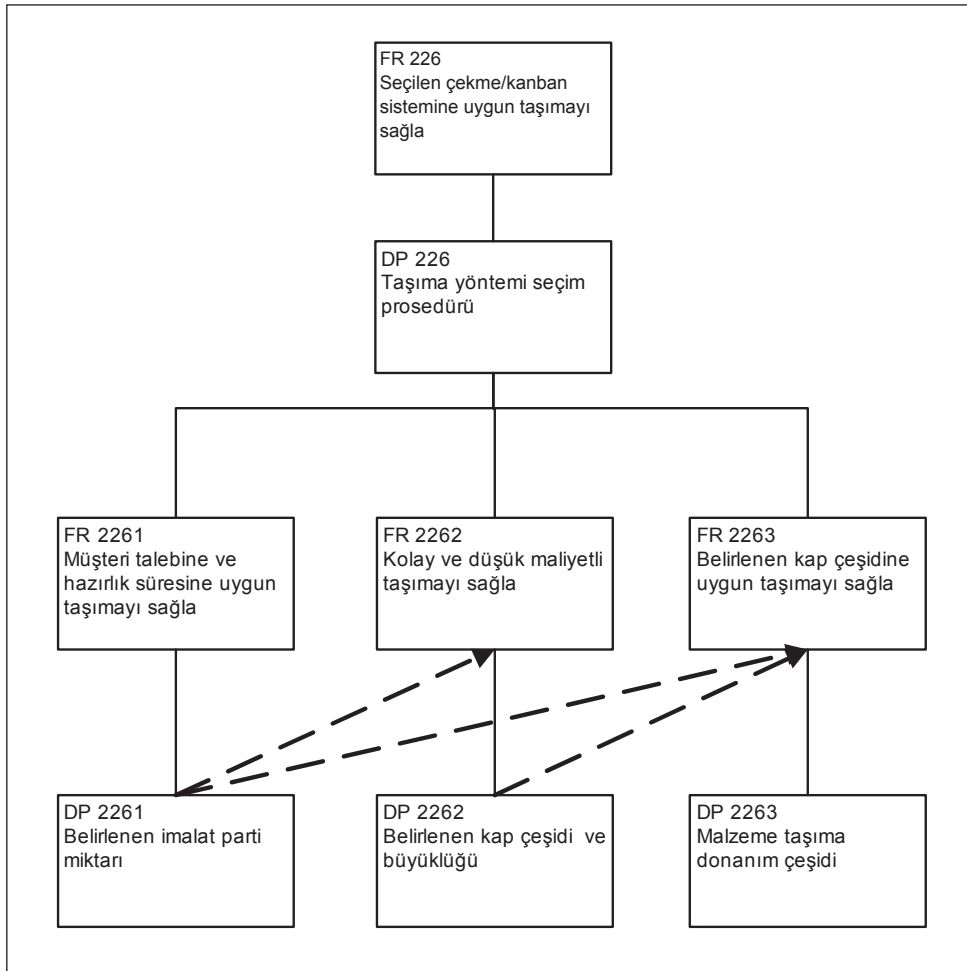 FR 226
Seçilen çekme/kanban
sistemine uygun taşımayı
sağla
DP 226
Taşıma yöntemi seçim
prosedürü
FR 2261
Müşteri talebine ve
hazırlık süresine uygun
taşımayı sağla
FR 2262
Kolay ve düşük maliyetli
taşımayı sağla
FR 2263
Belirlenen kap çeşidine
uygun taşımayı sağla
DP 2261
Belirlenen imalat parti
miktarı
DP 2262
Belirlenen kap çeşidi ve
büyüklüğü
DP 2263
Malzeme taşıma
donanım çeşidi